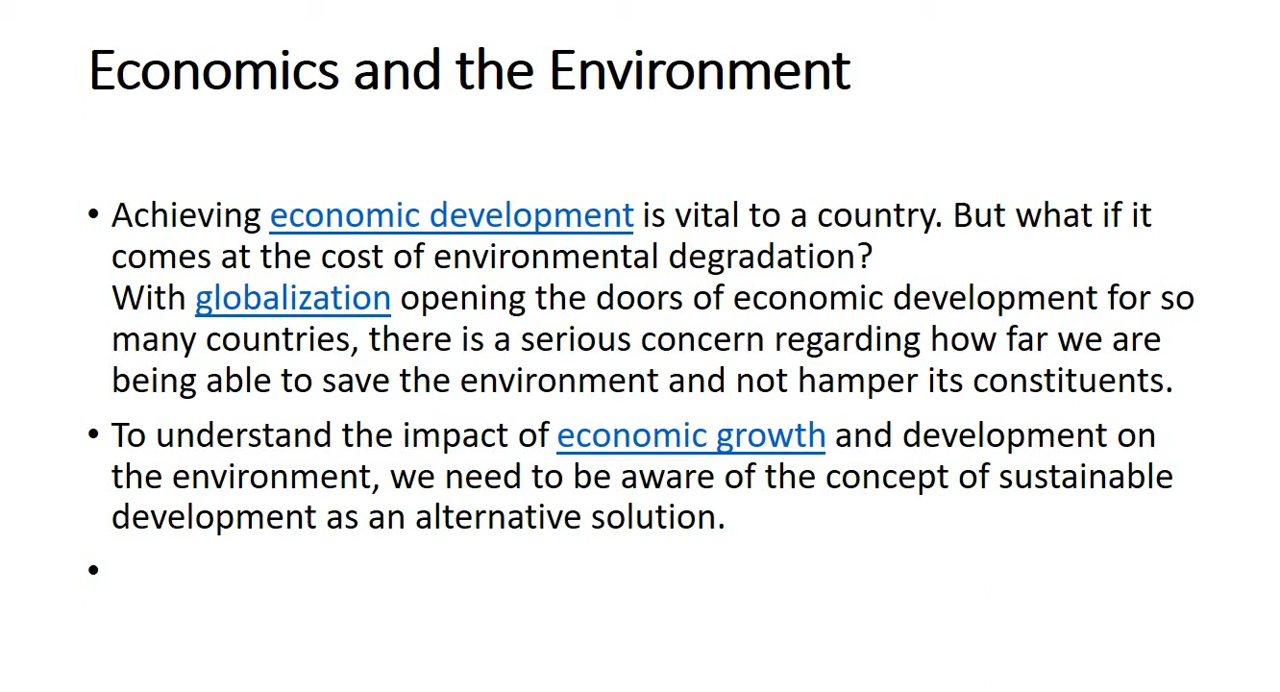 Economics and the Environment
• Achieving economic development is vital to a country. But what if it
comes at the cost of environmental degradation?
With globalization opening the doors of economic development for so
many countries, there is a serious concern regarding how far we are
being able to save the environment and not hamper its constituents.
• To understand the impact of economic growth and development on
the environment, we need to be aware of the concept of sustainable
development as an alternative solution.
•